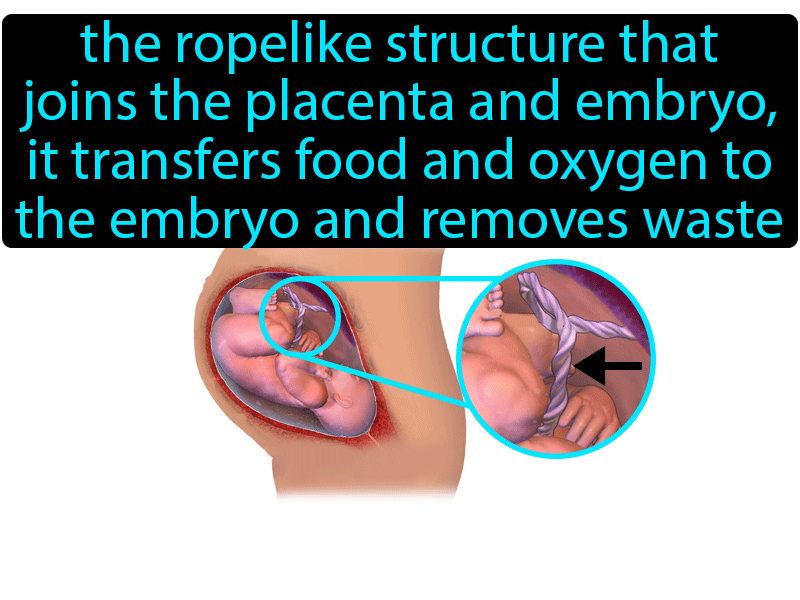 the ropelike structure that
joins the placenta and embryo,
it transfers food and oxygen to
the embryo and removes waste